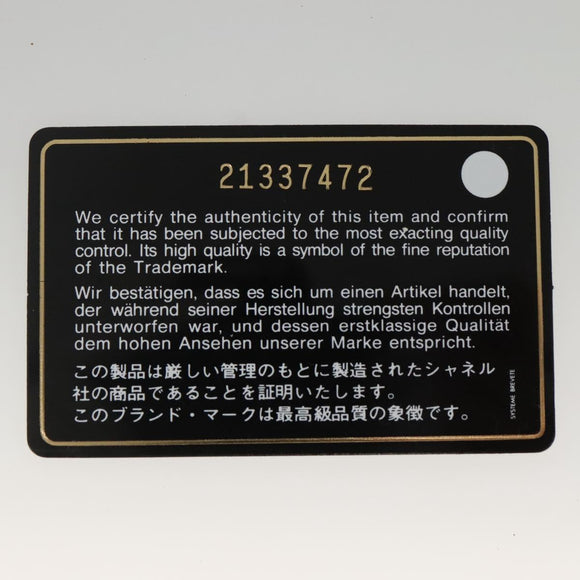 21337472
We certify the authenticity of this item and confirm
that it has been subjected to the most exacting quality
control. Its high quality is a symbol of the fine reputation
of the Trademark.
Wir bestätigen, dass es sich um einen Artikel handelt,
der während seiner Herstellung strengsten Kontrollen
unterworfen war, und dessen erstklassige Qualität
dem hohen Ansehen unserer Marke entspricht.
この製品は厳しい管理のもとに製造されたシャネル
社の商品であることを証明いたします。
このブランド・マークは最高級品質の象徴です。
SYSTEME BREVETE